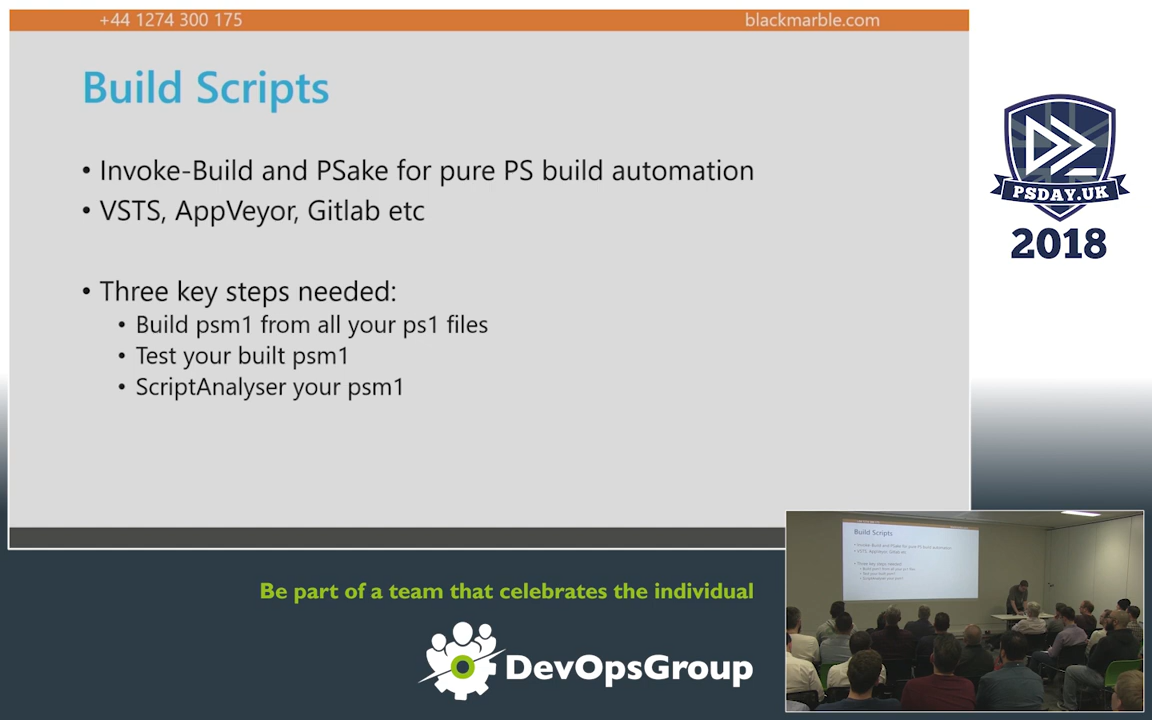 +44 1274 300 175
blackmarble.com
Build Scripts
• Invoke-Build and PSake for pure PS build automation
• VSTS, AppVeyor, Gitlab etc
• Three key steps needed:
• Build psm1 from all your ps1 files
• Test your built psm1
• ScriptAnalyser your psm1
PSDAY.UK
2018
Be part of a team that celebrates the individual
DevOpsGroup
Build Scripts